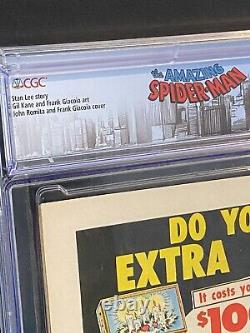 CGC
Stan Lee story
Gil Kane and Frank Giacoia art
John Romita and Frank Giacoia cover
the AMAZING
SPIDER-MAN
DO YO
EXTRA
It costs yo
$10